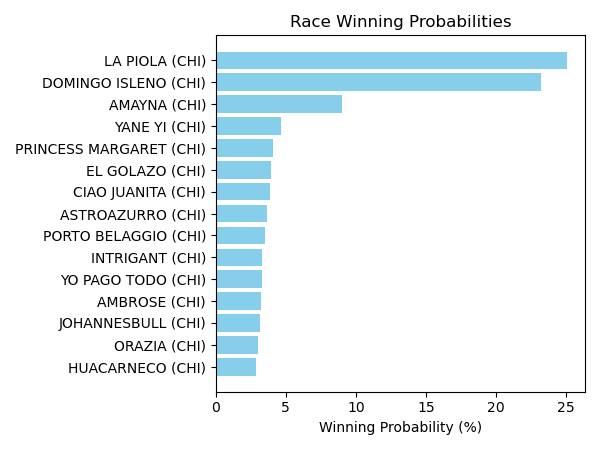 Race Winning Probabilities
LA PIOLA (CHI)
DOMINGO ISLENO (CHI)
AMAYNA (CHI)
YANE YI (CHI)
PRINCESS MARGARET (CHI)
EL GOLAZO (CHI)
CIAO JUANITA (CHI)
ASTROAZURRO (CHI)
PORTO BELAGGIO (CHI)
INTRIGANT (CHI)
YO PAGO TODO (CHI)
AMBROSE (CHI)
JOHANNESBULL (CHI)
ORAZIA (CHI)
HUACARNECO (CHI)
0 5 10 15 20 25
Winning Probability (%)